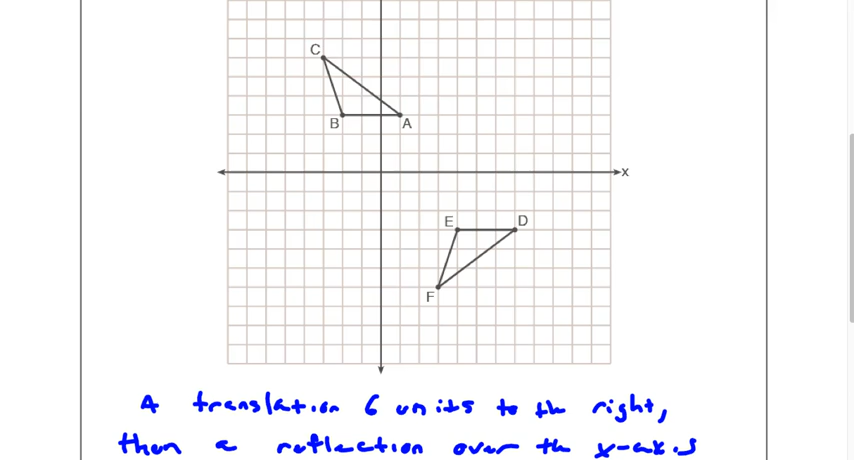 C
B
A
x
E
D
F
A translation 6 units to the right,
then a reflection over the x-axis